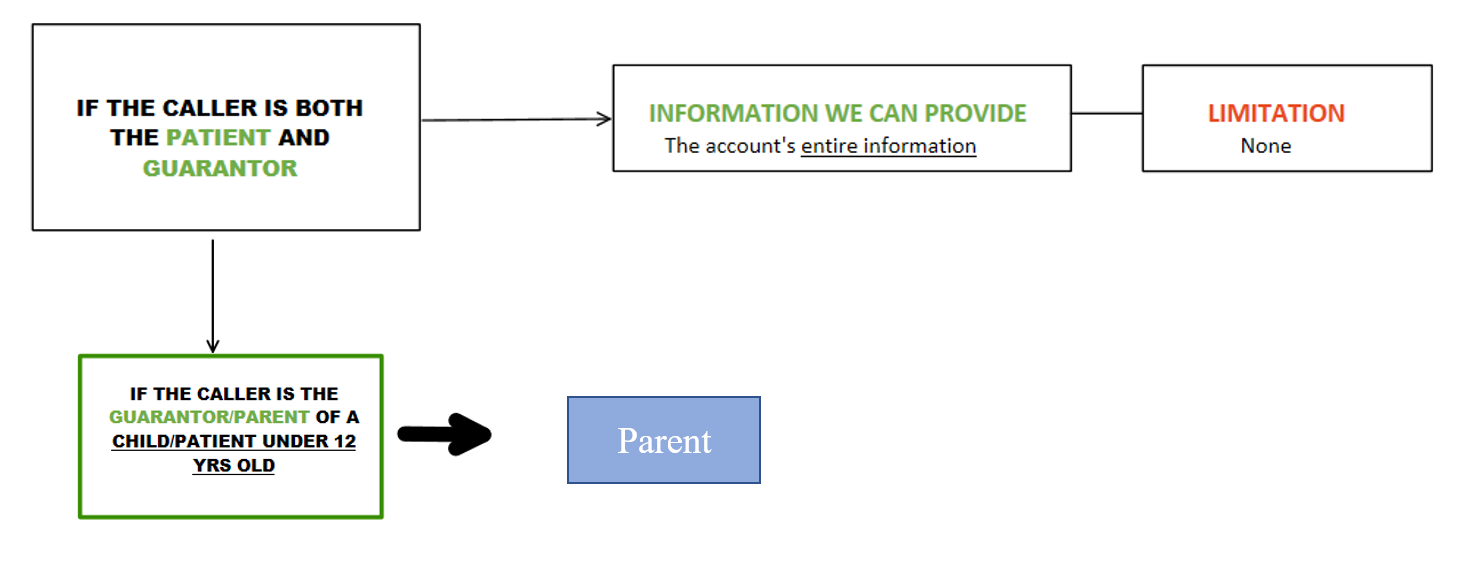 IF THE CALLER IS BOTH
THE PATIENT AND
GUARANTOR
INFORMATION WE CAN PROVIDE
The account's entire information
LIMITATION
None
IF THE CALLER IS THE
GUARANTOR/PARENT OF A
CHILD/PATIENT UNDER 12
YRS OLD
Parent